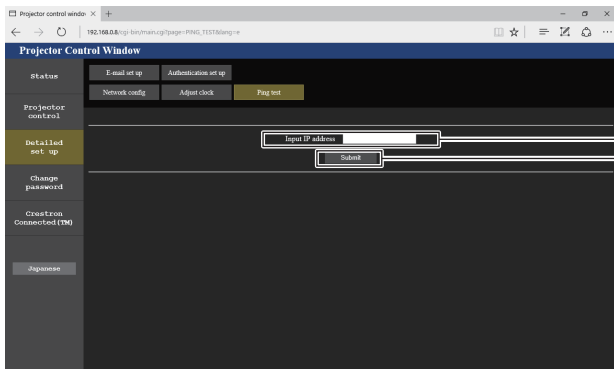 Projector control window
192.168.0.8/cgi-bin/main.cgi?page=PING_TEST&lang=e
Projector Control Window
Status
E-mail set up
Authentication set up
Network config
Adjust clock
Ping test
Projector
control
Detailed
set up
Input IP address
Submit
Change
password
Crestron
Connected(TM)
Japanese